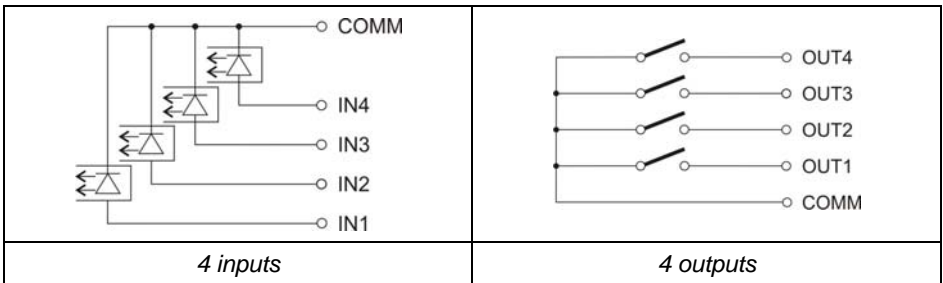 COMM
IN4
IN3
IN2
IN1
4 inputs
OUT4
OUT3
OUT2
OUT1
COMM
4 outputs